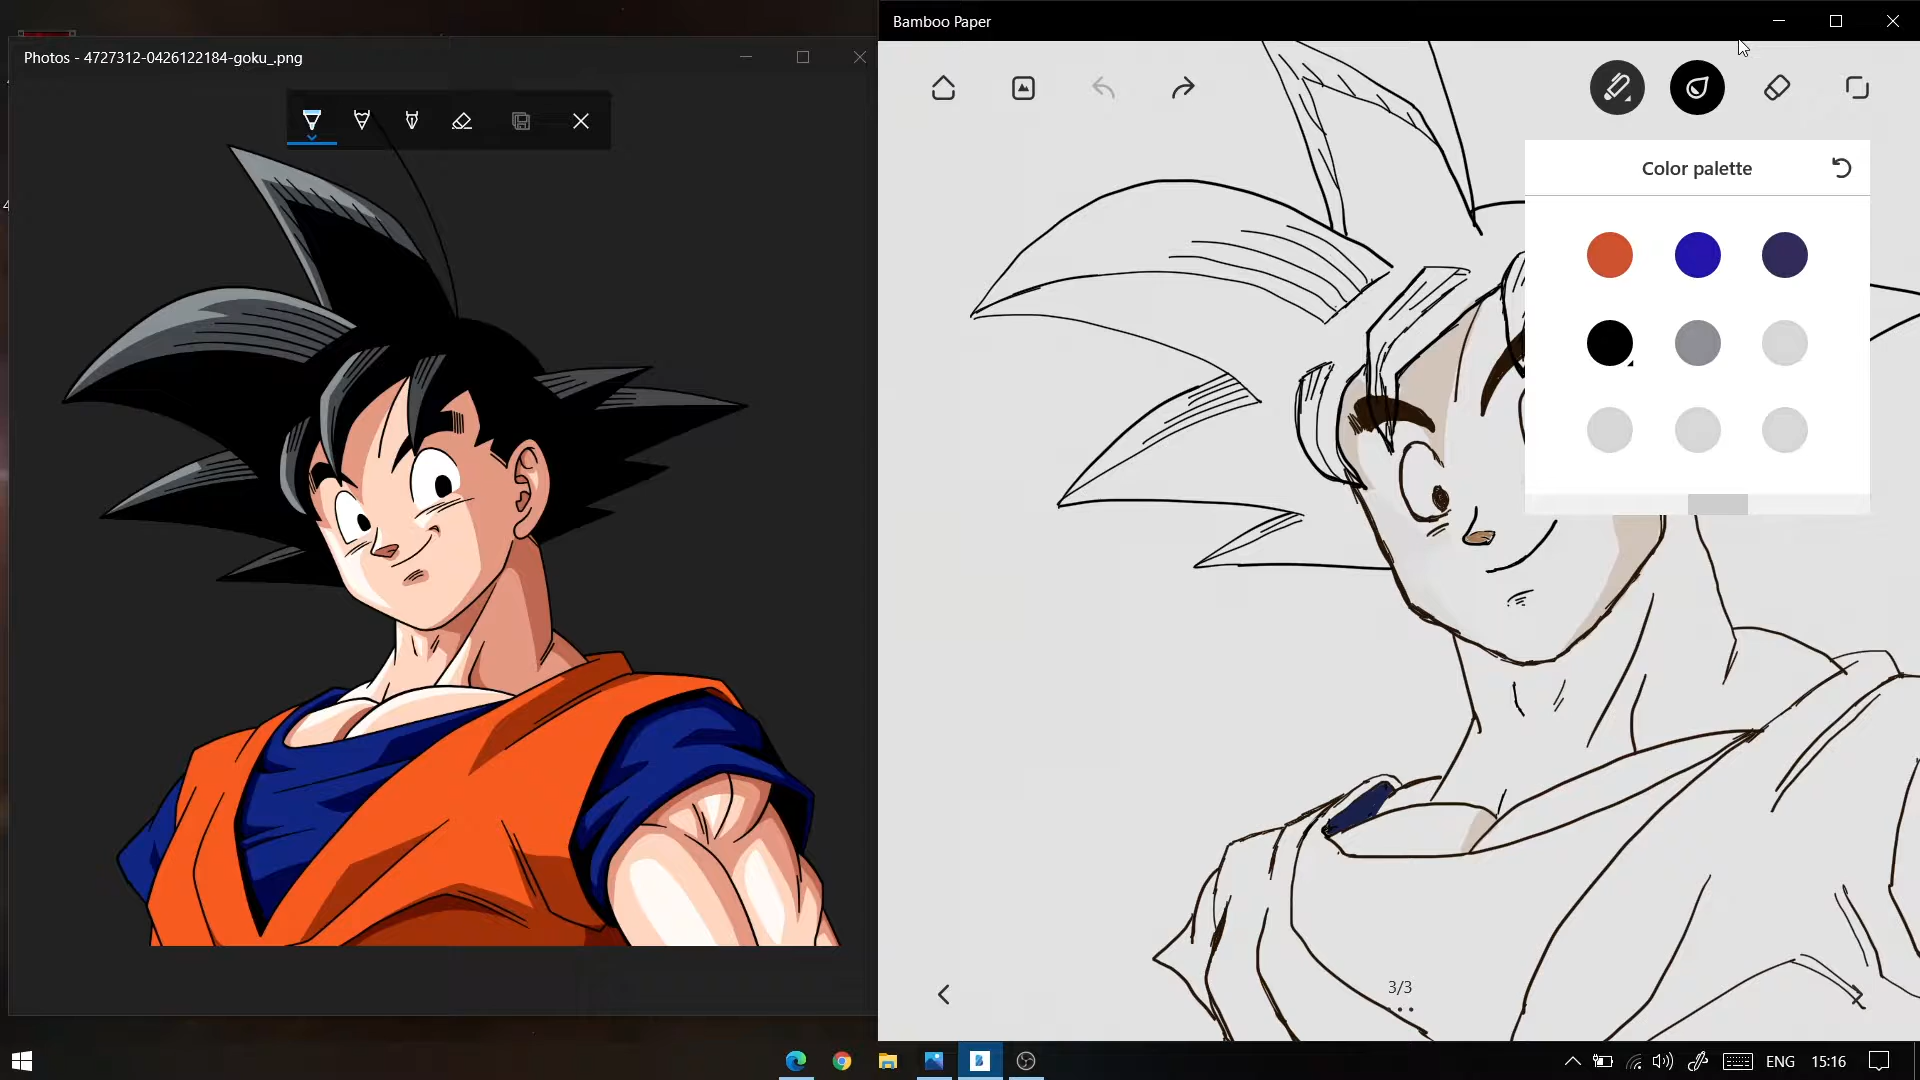 Bamboo Paper
Photos - 4727312-0426122184-goku_.png
Color palette
3/3
ENG
15:16